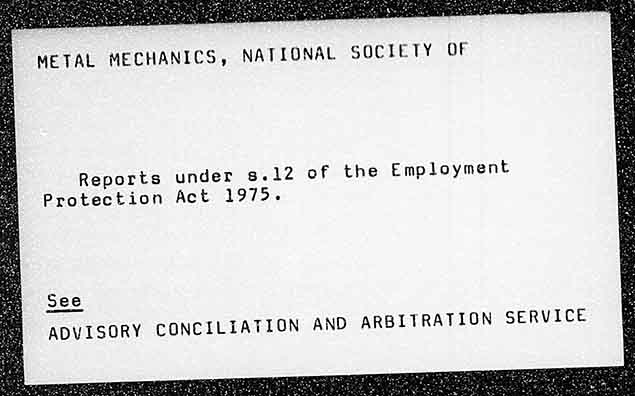 METAL MECHANICS, NATIONAL SOCIETY OF
Reports under s.12 of the Employment
Protection Act 1975.
See
ADVISORY CONCILIATION AND ARBITRATION SERVICE